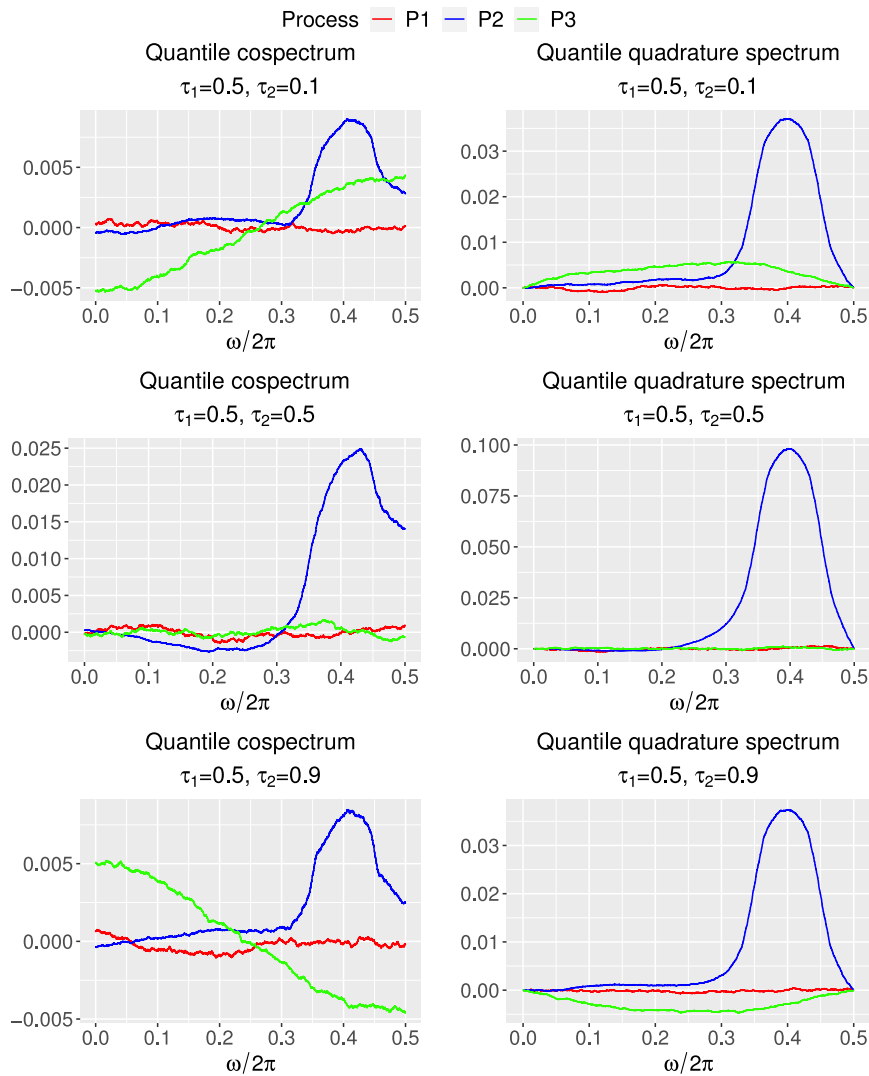 Process P1 P2 P3
Quantile cospectrum
τ1=0.5, τ2=0.1
0.005
0.000
−0.005
0.0 0.1 0.2 0.3 0.4 0.5
ω/2π
Quantile quadrature spectrum
τ1=0.5, τ2=0.1
0.03
0.02
0.01
0.00
0.0 0.1 0.2 0.3 0.4 0.5
ω/2π
Quantile cospectrum
τ1=0.5, τ2=0.5
0.025
0.020
0.015
0.010
0.005
0.000
0.0 0.1 0.2 0.3 0.4 0.5
ω/2π
Quantile quadrature spectrum
τ1=0.5, τ2=0.5
0.100
0.075
0.050
0.025
0.000
0.0 0.1 0.2 0.3 0.4 0.5
ω/2π
Quantile cospectrum
τ1=0.5, τ2=0.9
0.005
0.000
−0.005
0.0 0.1 0.2 0.3 0.4 0.5
ω/2π
Quantile quadrature spectrum
τ1=0.5, τ2=0.9
0.03
0.02
0.01
0.00
0.0 0.1 0.2 0.3 0.4 0.5
ω/2π